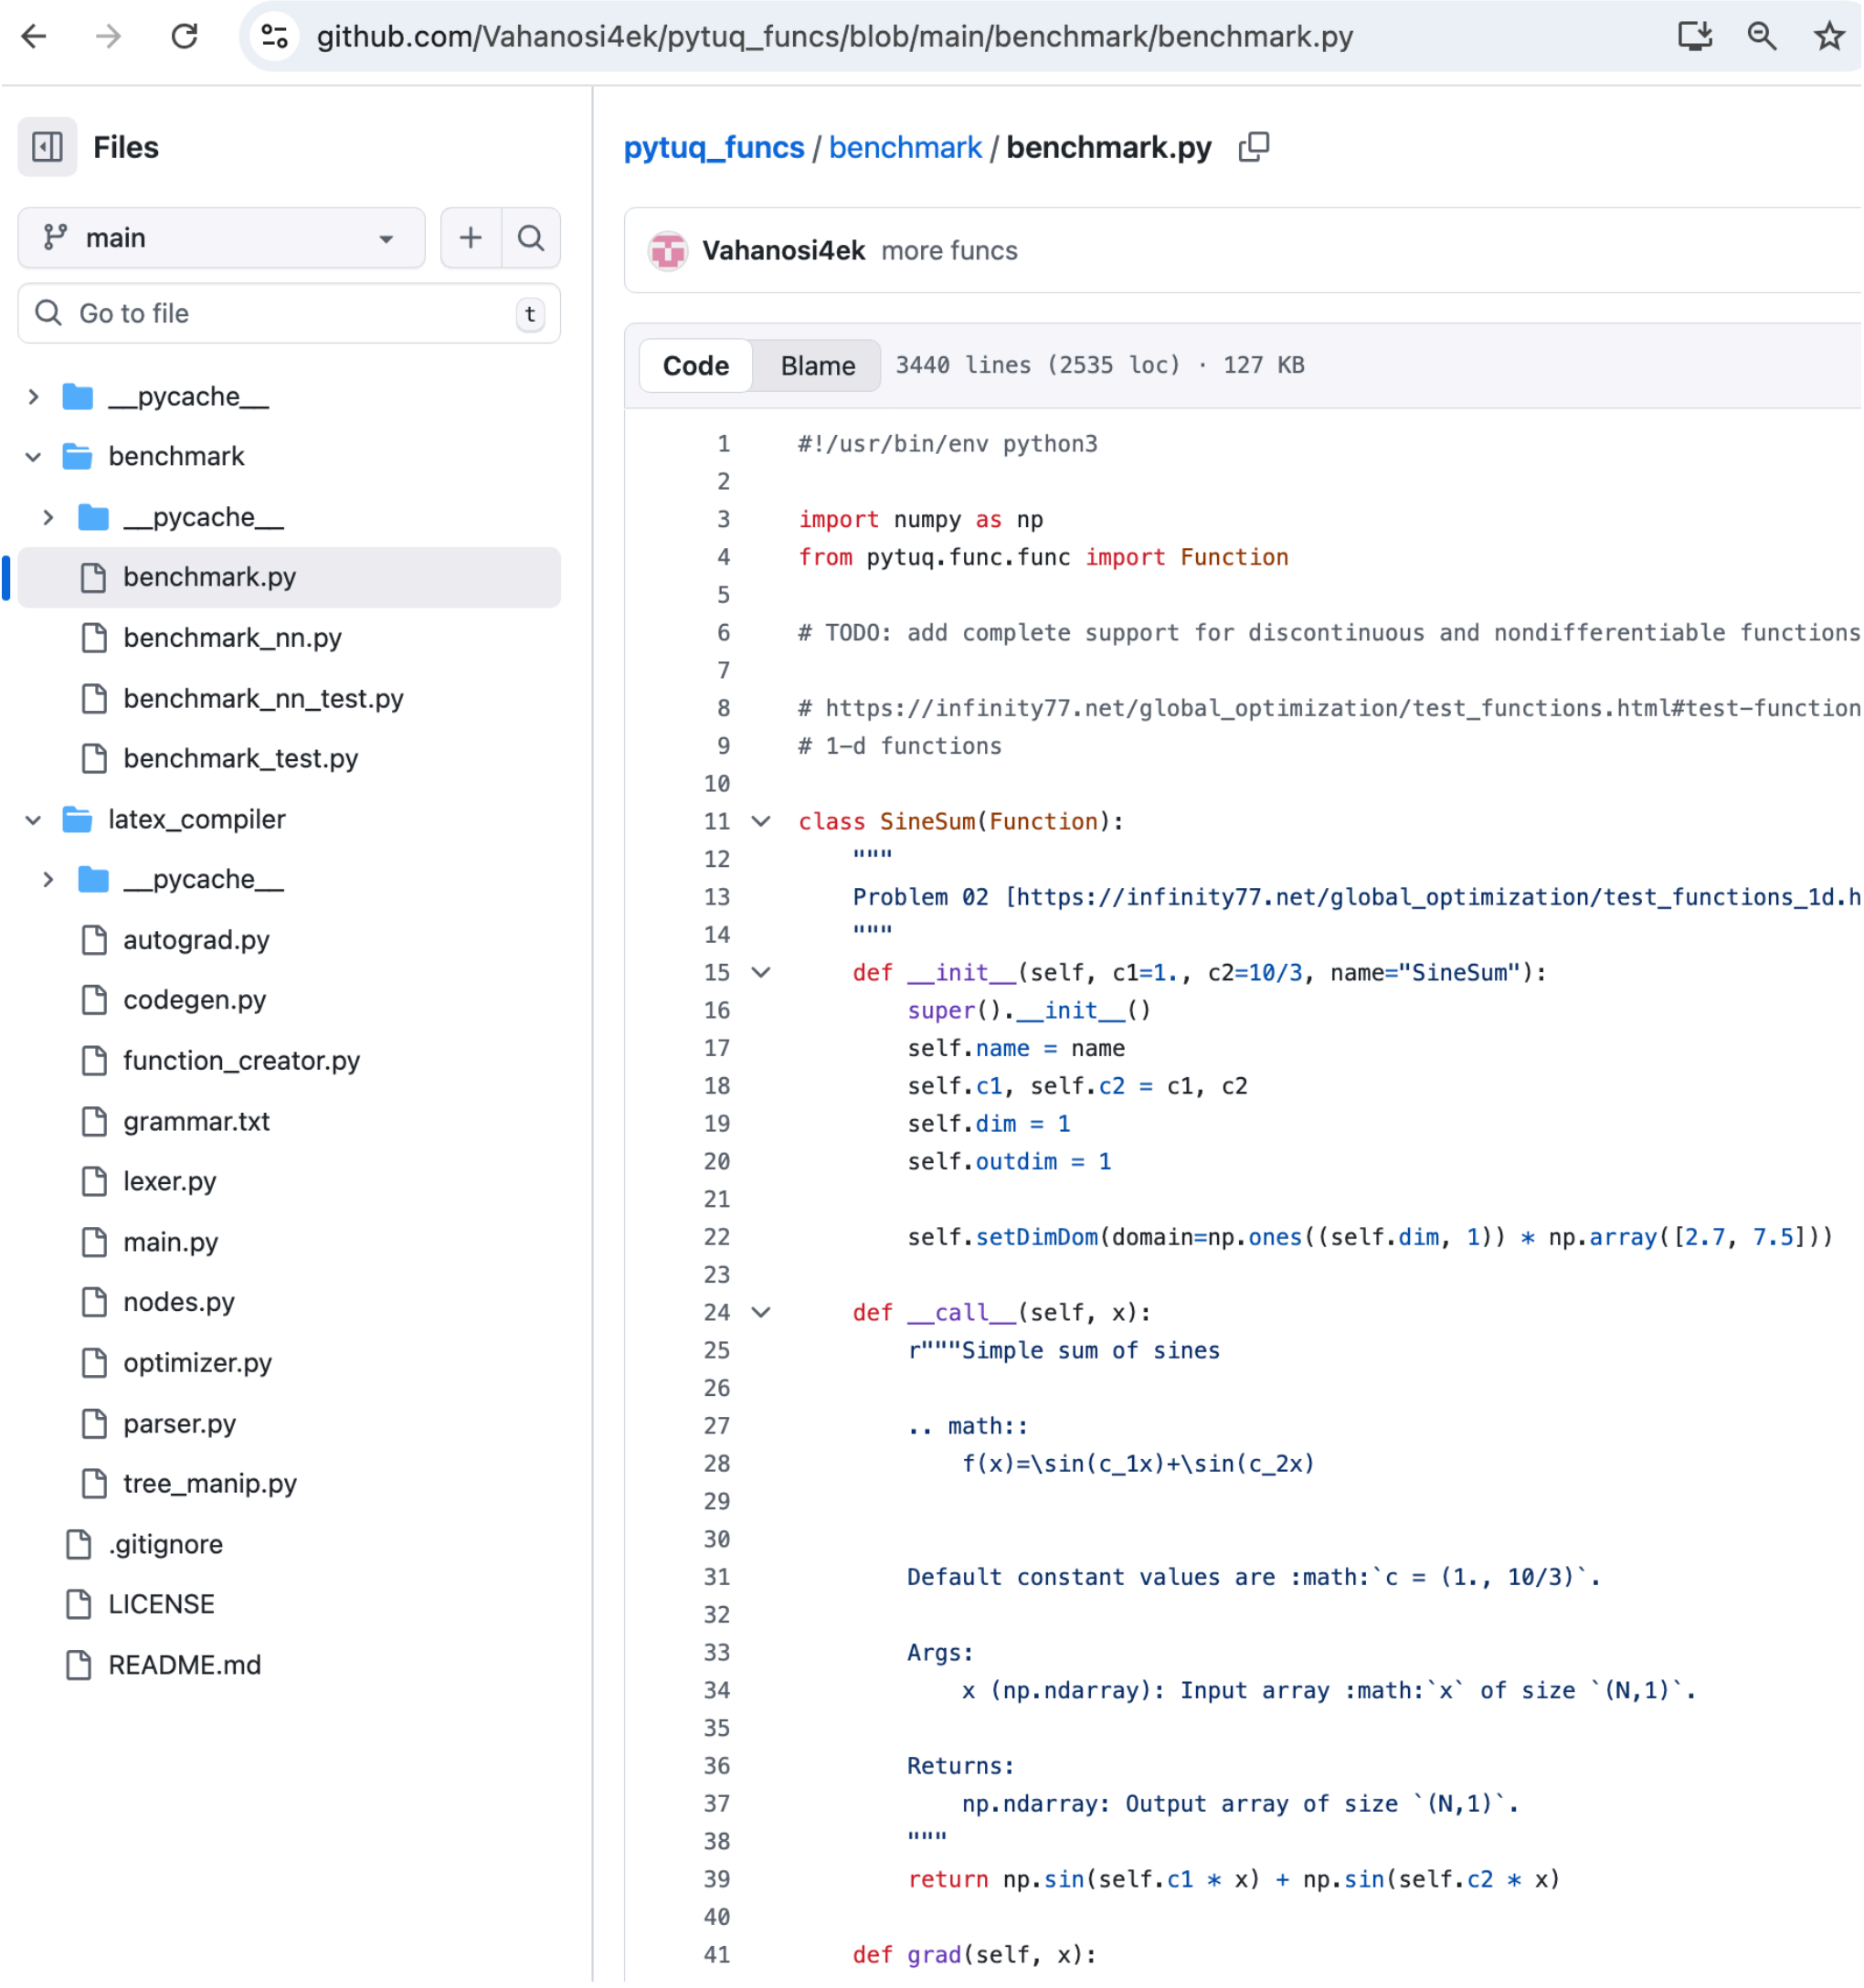 github.com/Vahanosi4ek/pytuq_funcs/blob/main/benchmark/benchmark.py
Files
main
Go to file
t
__pycache__
benchmark
__pycache__
benchmark.py
benchmark_nn.py
benchmark_nn_test.py
benchmark_test.py
latex_compiler
__pycache__
autograd.py
codegen.py
function_creator.py
grammar.txt
lexer.py
main.py
nodes.py
optimizer.py
parser.py
tree_manip.py
.gitignore
LICENSE
README.md
pytuq_funcs / benchmark / benchmark.py
Vahanosi4ek more funcs
Code Blame 3440 lines (2535 loc) · 127 KB
1 #!/usr/bin/env python3
2
3 import numpy as np
4 from pytuq.func.func import Function
5
6 # TODO: add complete support for discontinuous and nondifferentiable functions
7
8 # https://infinity77.net/global_optimization/test_functions.html#test-function
9 # 1-d functions
10
11 class SineSum(Function):
12     """
13     Problem 02 [https://infinity77.net/global_optimization/test_functions_1d.h
14     """
15     def __init__(self, c1=1., c2=10/3, name="SineSum"):
16         super().__init__()
17         self.name = name
18         self.c1, self.c2 = c1, c2
19         self.dim = 1
20         self.outdim = 1
21
22         self.setDimDom(domain=np.ones((self.dim, 1)) * np.array([2.7, 7.5]))
23
24     def __call__(self, x):
25         r"""Simple sum of sines
26
27         .. math::
28             f(x)=\sin(c_1x)+\sin(c_2x)
29
30
31         Default constant values are :math:`c = (1., 10/3)`.
32
33         Args:
34             x (np.ndarray): Input array :math:`x` of size `(N,1)`.
35
36         Returns:
37             np.ndarray: Output array of size `(N,1)`.
38         """
39         return np.sin(self.c1 * x) + np.sin(self.c2 * x)
40
41     def grad(self, x):